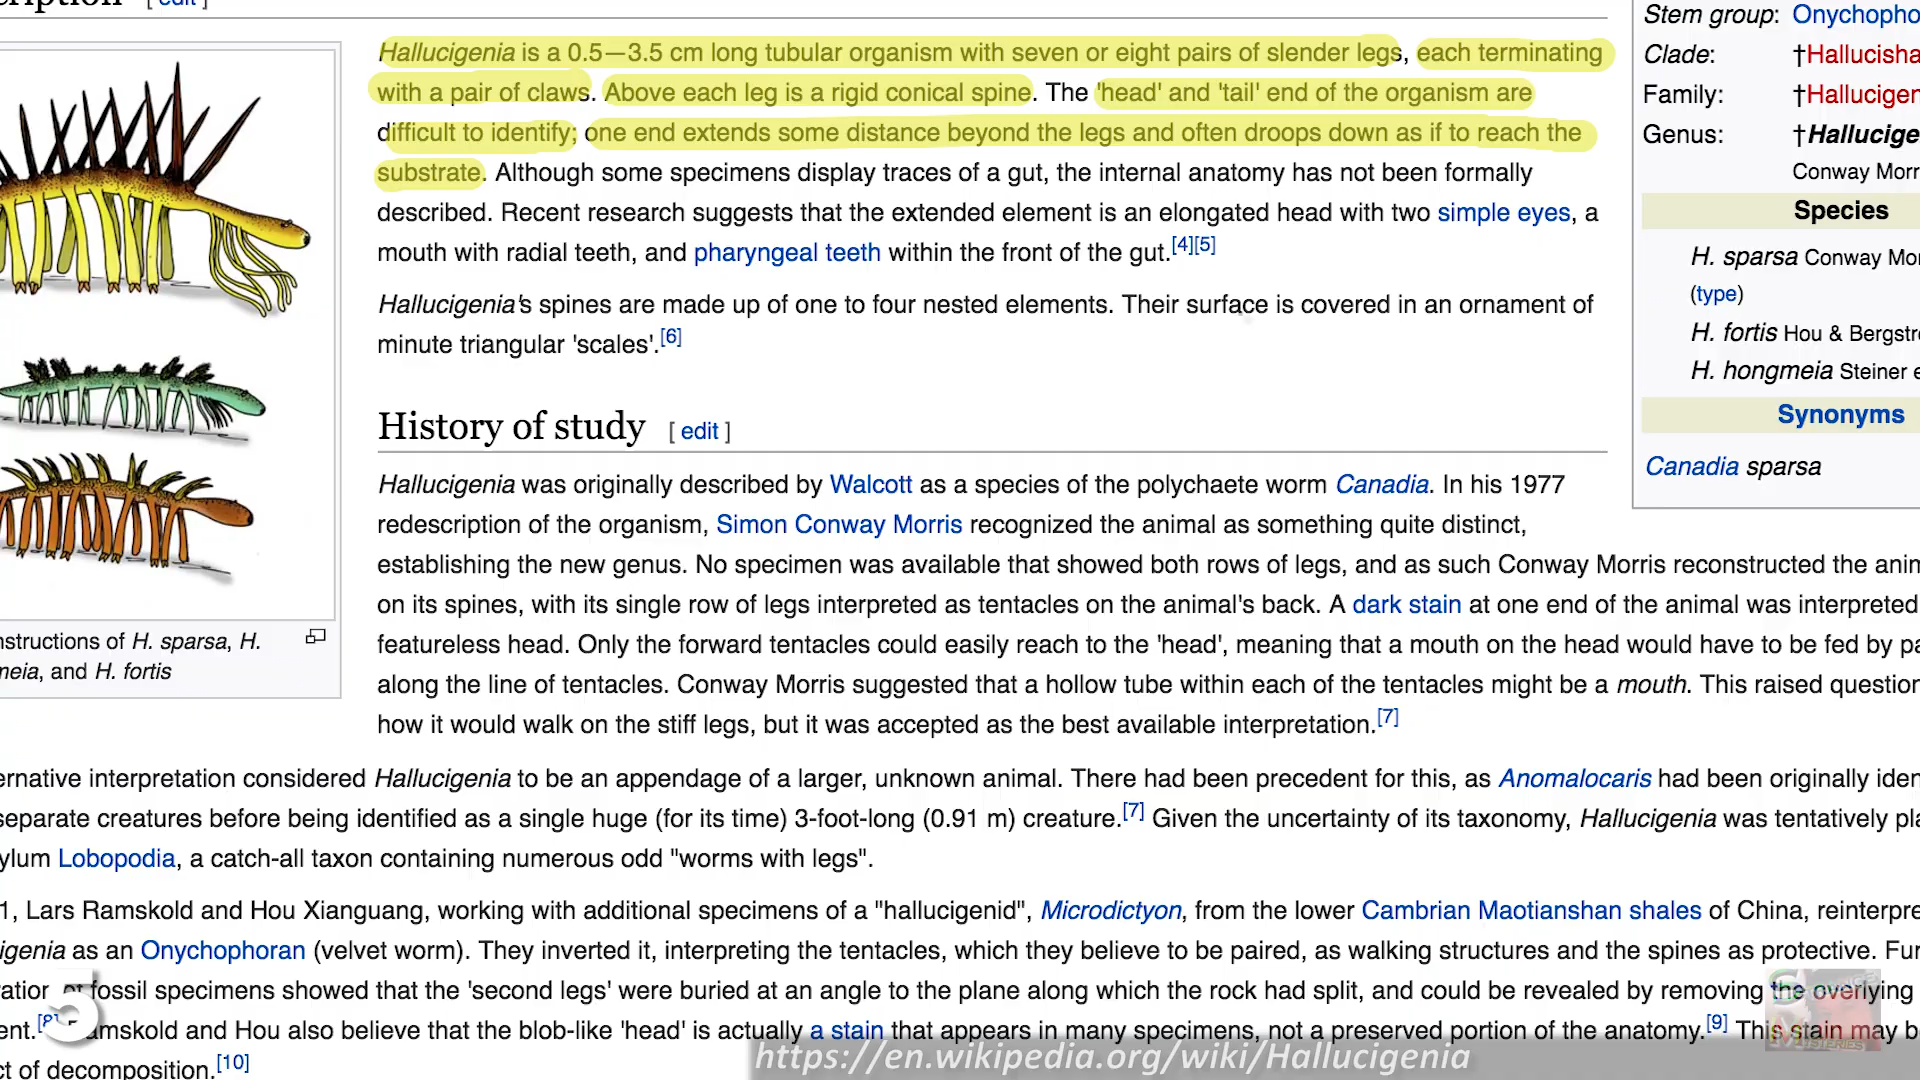 [ edit ]
Hallucigenia is a 0.5—3.5 cm long tubular organism with seven or eight pairs of slender legs, each terminating
with a pair of claws. Above each leg is a rigid conical spine. The 'head' and 'tail' end of the organism are
difficult to identify; one end extends some distance beyond the legs and often droops down as if to reach the
substrate. Although some specimens display traces of a gut, the internal anatomy has not been formally
described. Recent research suggests that the extended element is an elongated head with two simple eyes, a
mouth with radial teeth, and pharyngeal teeth within the front of the gut.[4][5]
Hallucigenia's spines are made up of one to four nested elements. Their surface is covered in an ornament of
minute triangular 'scales'.[6]
Stem group: Onychopho
Clade: †Hallucisha
Family: †Hallucigen
Genus: †Hallucige
Conway Morr
Species
H. sparsa Conway Mor
(type)
H. fortis Hou & Bergstr
H. hongmeia Steiner e
Synonyms
Canadia sparsa
nstructions of H. sparsa, H.
meia, and H. fortis
History of study [ edit ]
Hallucigenia was originally described by Walcott as a species of the polychaete worm Canadia. In his 1977
redescription of the organism, Simon Conway Morris recognized the animal as something quite distinct,
establishing the new genus. No specimen was available that showed both rows of legs, and as such Conway Morris reconstructed the anim
on its spines, with its single row of legs interpreted as tentacles on the animal's back. A dark stain at one end of the animal was interpreted
featureless head. Only the forward tentacles could easily reach to the 'head', meaning that a mouth on the head would have to be fed by pa
along the line of tentacles. Conway Morris suggested that a hollow tube within each of the tentacles might be a mouth. This raised question
how it would walk on the stiff legs, but it was accepted as the best available interpretation.[7]
ernative interpretation considered Hallucigenia to be an appendage of a larger, unknown animal. There had been precedent for this, as Anomalocaris had been originally iden
separate creatures before being identified as a single huge (for its time) 3-foot-long (0.91 m) creature.[7] Given the uncertainty of its taxonomy, Hallucigenia was tentatively pla
ylum Lobopodia, a catch-all taxon containing numerous odd "worms with legs".
1, Lars Ramskold and Hou Xianguang, working with additional specimens of a "hallucigenid", Microdictyon, from the lower Cambrian Maotianshan shales of China, reinterpre
igenia as an Onychophoran (velvet worm). They inverted it, interpreting the tentacles, which they believe to be paired, as walking structures and the spines as protective. Fur
fossil specimens showed that the 'second legs' were buried at an angle to the plane along which the rock had split, and could be revealed by removing the overlying
ent.[8] Ramskold and Hou also believe that the blob-like 'head' is actually a stain that appears in many specimens, not a preserved portion of the anatomy.[9] This stain may b
ct of decomposition.[10]
5
https://en.wikipedia.org/wiki/Hallucigenia